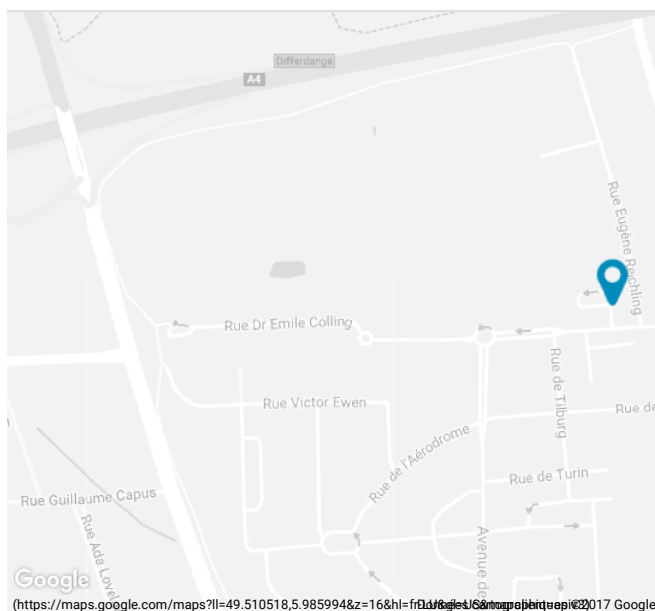 Differdange
A4
Rue Eugène Reichling
Rue Dr Emile Colling
Rue de Tilburg
Rue Victor Ewen
Rue de
Rue de l'Aérodrome
Rue de Turin
Rue Guillaume Capus
Rue Ada Lovel
Avenue de
Google
(https://maps.google.com/maps?ll=49.510518,5.985994&z=16&hl=fr
2017 Google